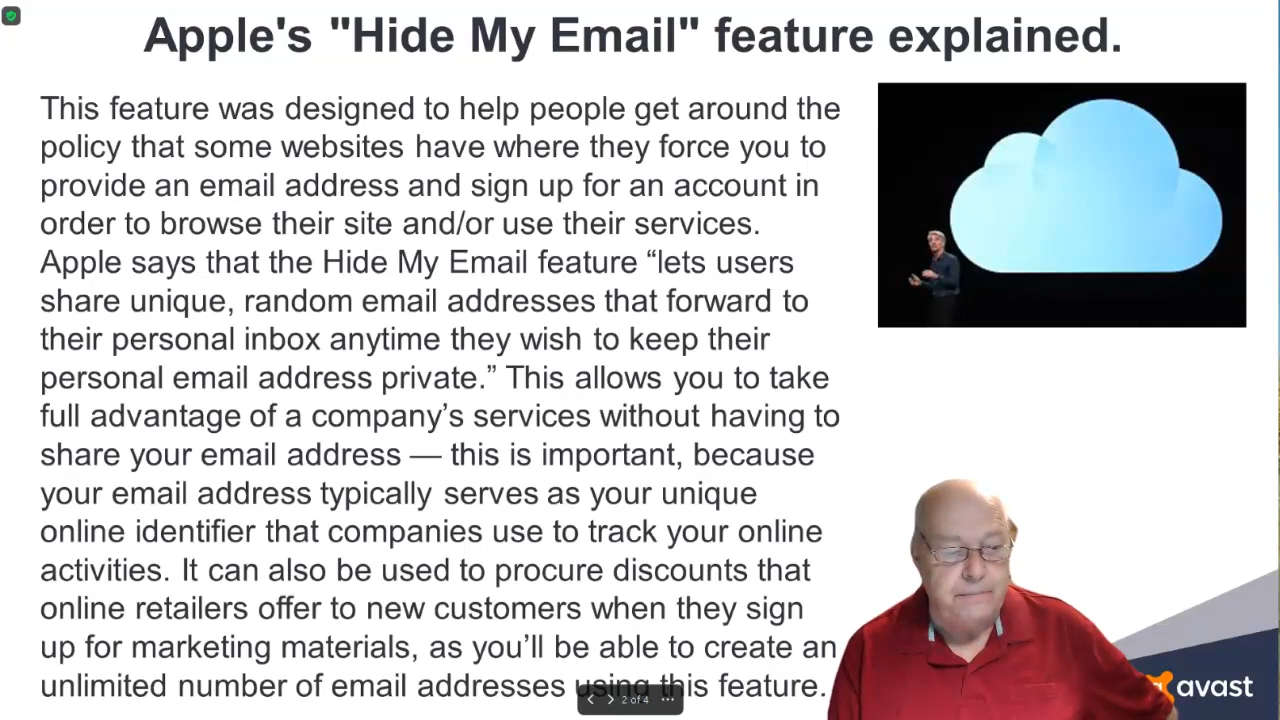 Apple's "Hide My Email" feature explained.
This feature was designed to help people get around the
policy that some websites have where they force you to
provide an email address and sign up for an account in
order to browse their site and/or use their services.
Apple says that the Hide My Email feature “lets users
share unique, random email addresses that forward to
their personal inbox anytime they wish to keep their
personal email address private.” This allows you to take
full advantage of a company’s services without having to
share your email address — this is important, because
your email address typically serves as your unique
online identifier that companies use to track your online
activities. It can also be used to procure discounts that
online retailers offer to new customers when they sign
up for marketing materials, as you’ll be able to create an
unlimited number of email addresses using this feature.
2 of 4
avast